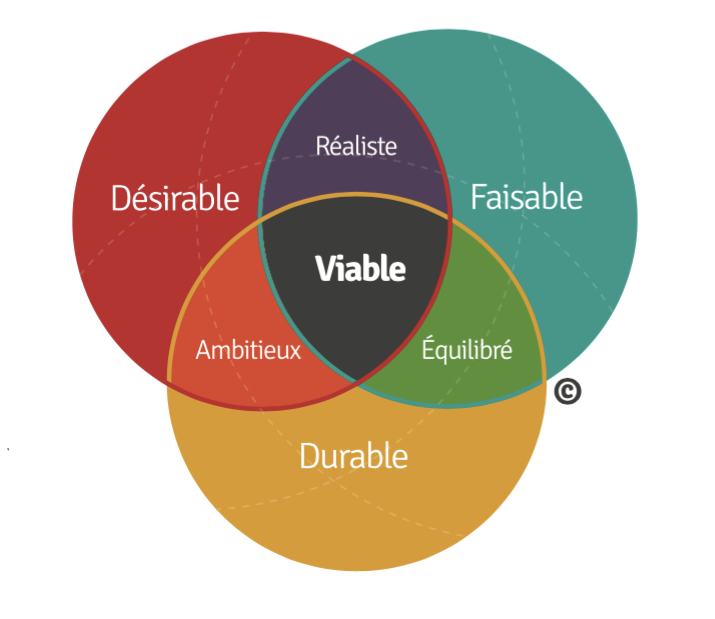 Réaliste
Désirable
Faisable
Viable
Ambitieux
Équilibré
©
Durable